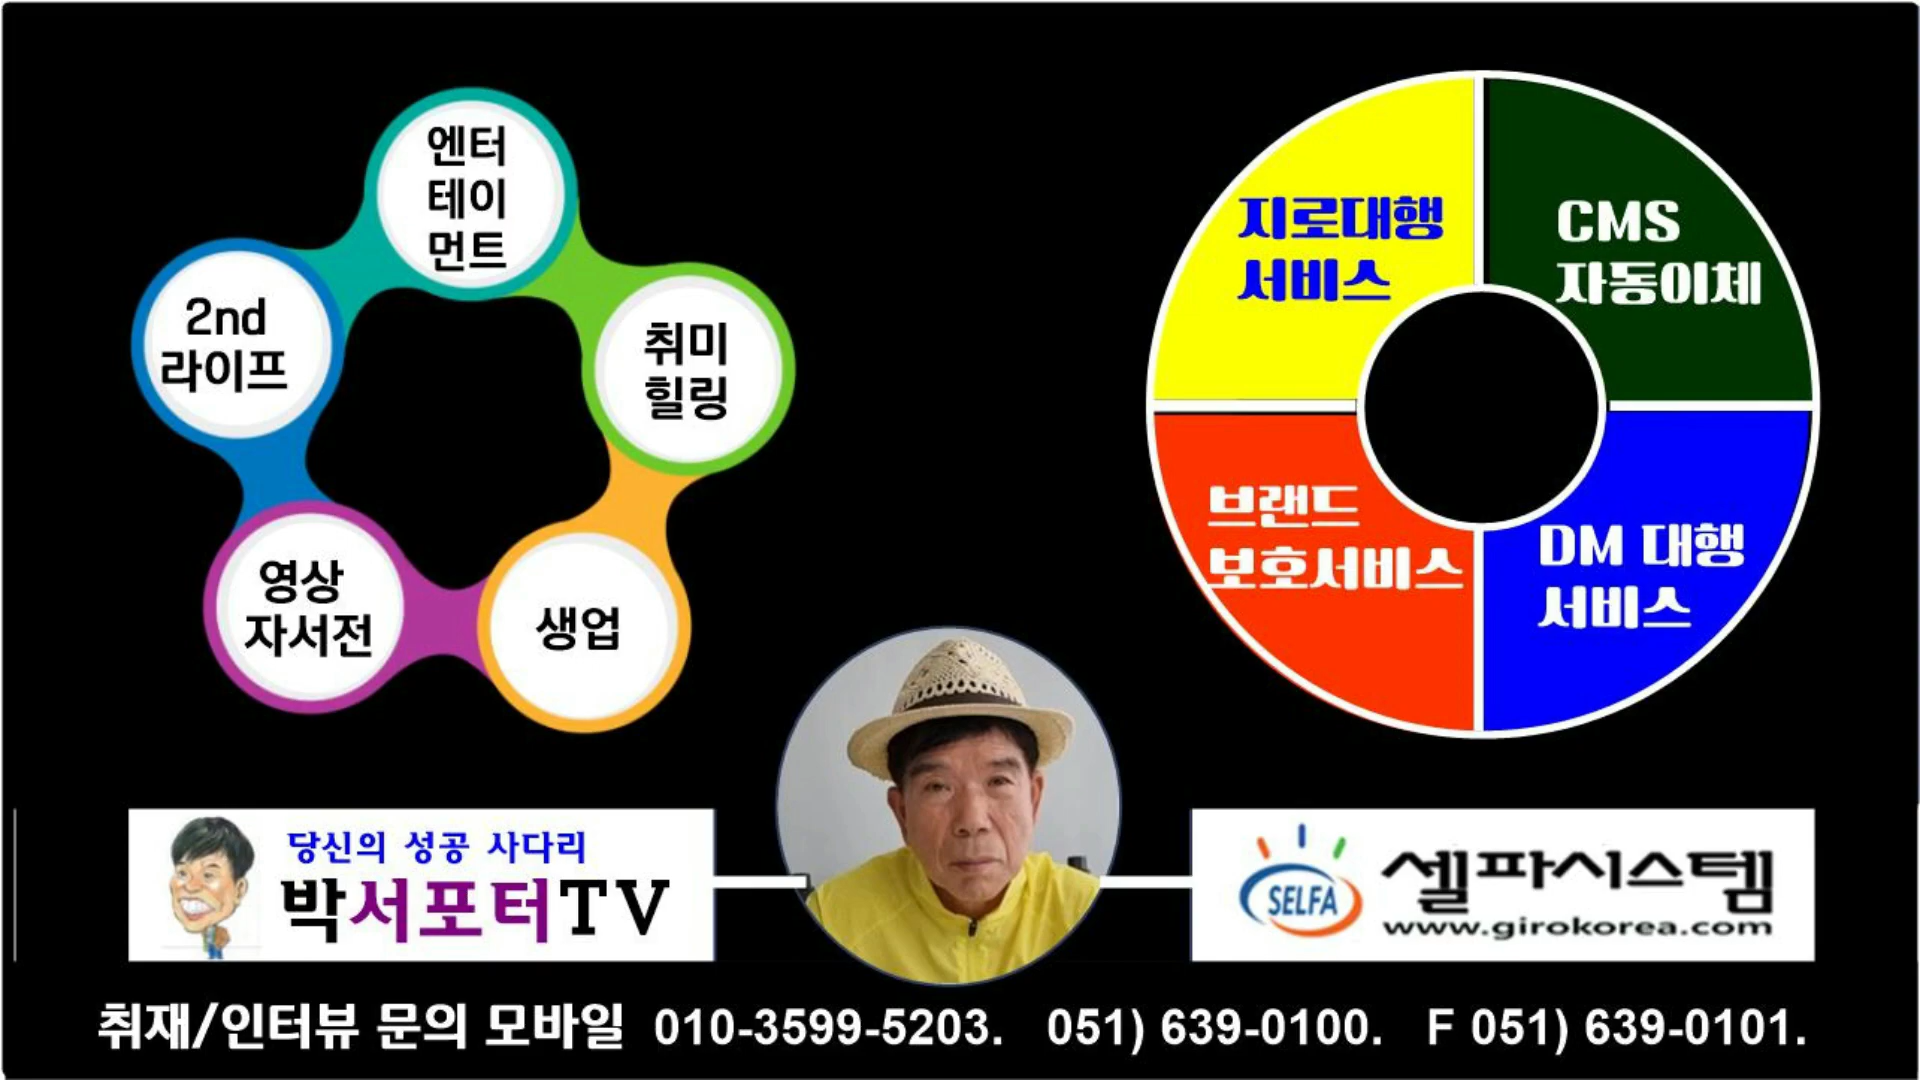 엔터
테이
먼트
2nd
라이프
취미
힐링
영상
자서전
생업
지로대행
서비스
CMS
자동이체
브랜드
보호서비스
DM 대행
서비스
당신의 성공 사다리
박서포터TV
SELFA
셀파시스템
www.girokorea.com
취재/인터뷰 문의 모바일 010-3599-5203. 051) 639-0100. F 051) 639-0101.